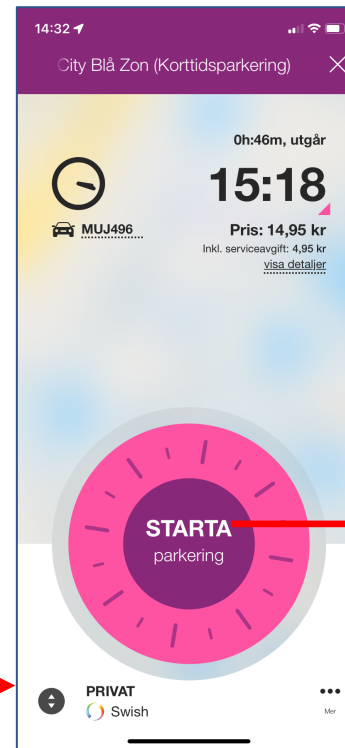 14:32
City Blå Zon (Korttidsparkering)
0h:46m, utgår
15:18
MUJ496
Pris: 14,95 kr
Inkl. serviceavgift: 4,95 kr
visa detaljer
STARTA
parkering
PRIVAT
Swish
Mer